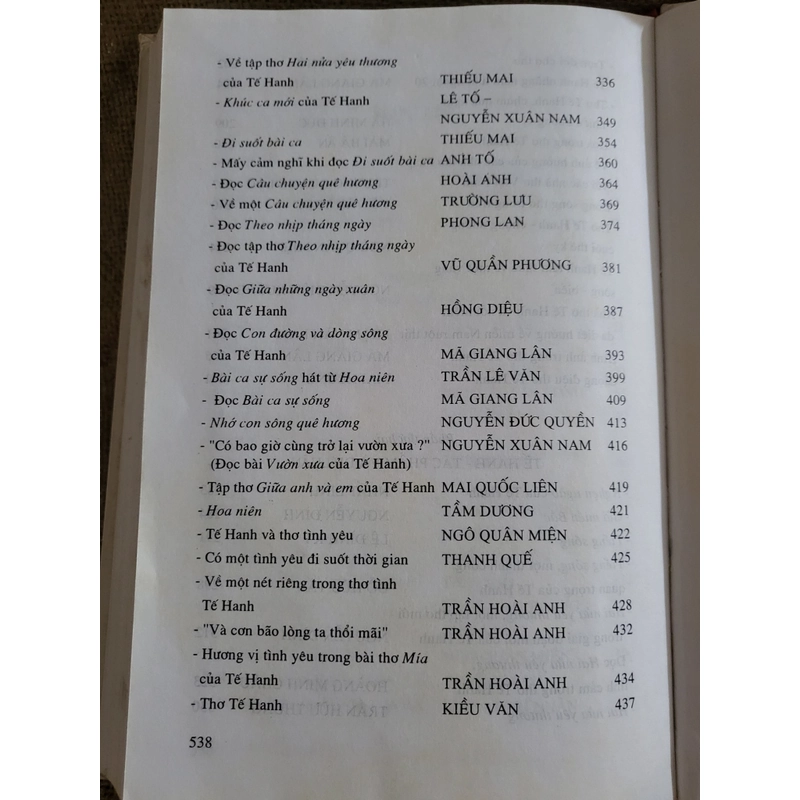 - Về tập thơ Hai nửa yêu thương
của Tế Hanh THIẾU MAI 336
- Khúc ca mới của Tế Hanh LÊ TỐ –
NGUYỄN XUÂN NAM 349
- Đi suốt bài ca THIẾU MAI 354
- Mấy cảm nghĩ khi đọc Đi suốt bài ca ANH TỐ 360
- Đọc Câu chuyện quê hương HOÀI ANH 364
- Về một Câu chuyện quê hương TRƯỜNG LƯU 369
- Đọc Theo nhịp tháng ngày PHONG LAN 374
- Đọc tập thơ Theo nhịp tháng ngày
của Tế Hanh VŨ QUẦN PHƯƠNG 381
- Đọc Giữa những ngày xuân
của Tế Hanh HỒNG DIỆU 387
- Đọc Con đường và dòng sông
của Tế Hanh MÃ GIANG LÂN 393
- Bài ca sự sống hát từ Hoa niên TRẦN LÊ VĂN 399
- Đọc Bài ca sự sống MÃ GIANG LÂN 409
- Nhớ con sông quê hương NGUYỄN ĐỨC QUYỀN 413
- "Có bao giờ cùng trở lại vườn xưa ?" NGUYỄN XUÂN NAM 416
(Đọc bài Vườn xưa của Tế Hanh)
- Tập thơ Giữa anh và em của Tế Hanh MAI QUỐC LIÊN 419
- Hoa niên TẦM DƯƠNG 421
- Tế Hanh và thơ tình yêu NGÔ QUÂN MIỆN 422
- Có một tình yêu đi suốt thời gian THANH QUẾ 425
- Về một nét riêng trong thơ tình
Tế Hanh TRẦN HOÀI ANH 428
- "Và cơn bão lòng ta thổi mãi" TRẦN HOÀI ANH 432
- Hương vị tình yêu trong bài thơ Mía
của Tế Hanh TRẦN HOÀI ANH 434
- Thơ Tế Hanh KIỀU VĂN 437
538